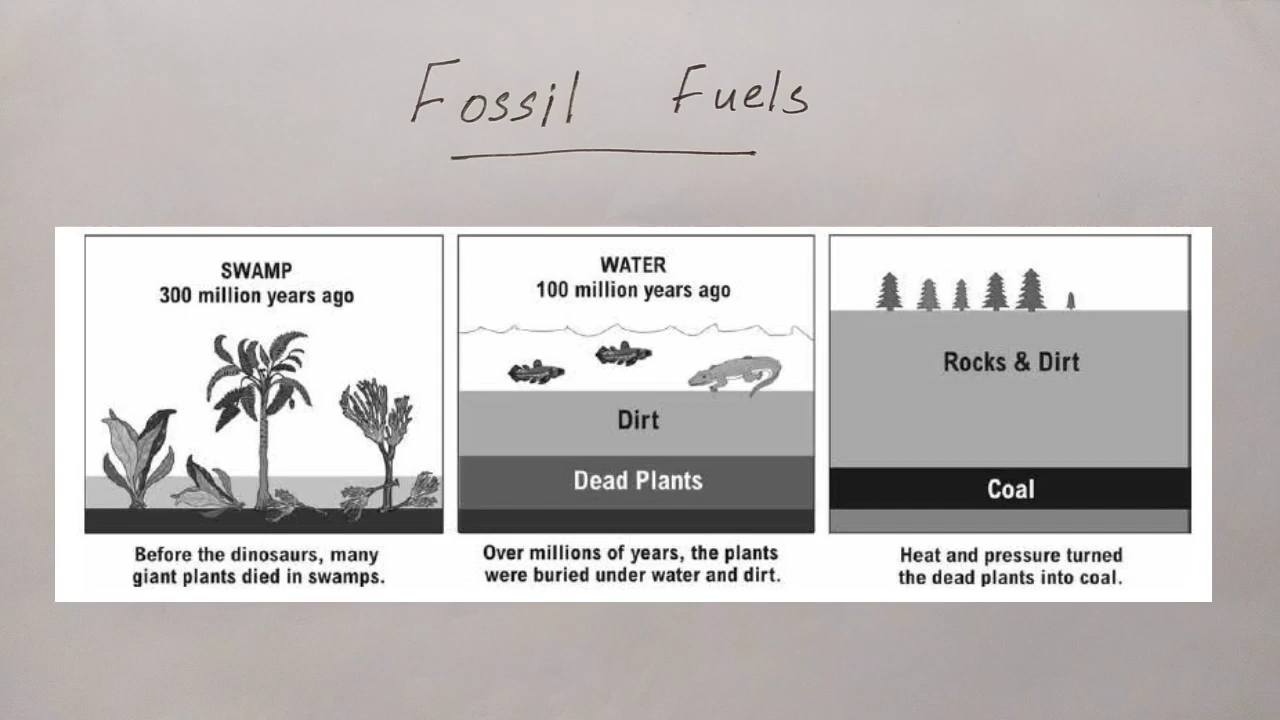 Fossil Fuels
SWAMP
300 million years ago
Before the dinosaurs, many
giant plants died in swamps.
WATER
100 million years ago
Dirt
Dead Plants
Over millions of years, the plants
were buried under water and dirt.
Rocks & Dirt
Coal
Heat and pressure turned
the dead plants into coal.